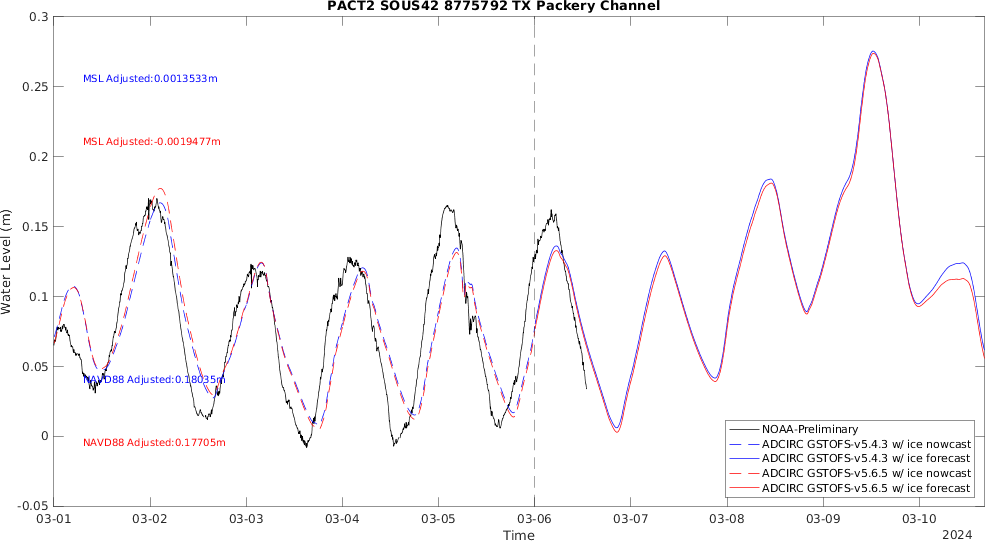 PACT2 SOUS42 8775792 TX Packery Channel
0.3
0.25
0.2
0.15
0.1
0.05
0
-0.05
Water Level (m)
MSL Adjusted:0.0013533m
MSL Adjusted:-0.0019477m
NAVD88 Adjusted:0.18035m
NAVD88 Adjusted:0.17705m
NOAA-Preliminary
ADCIRC GSTOFS-v5.4.3 w/ ice nowcast
ADCIRC GSTOFS-v5.4.3 w/ ice forecast
ADCIRC GSTOFS-v5.6.5 w/ ice nowcast
ADCIRC GSTOFS-v5.6.5 w/ ice forecast
03-01 03-02 03-03 03-04 03-05 03-06 03-07 03-08 03-09 03-10
Time
2024